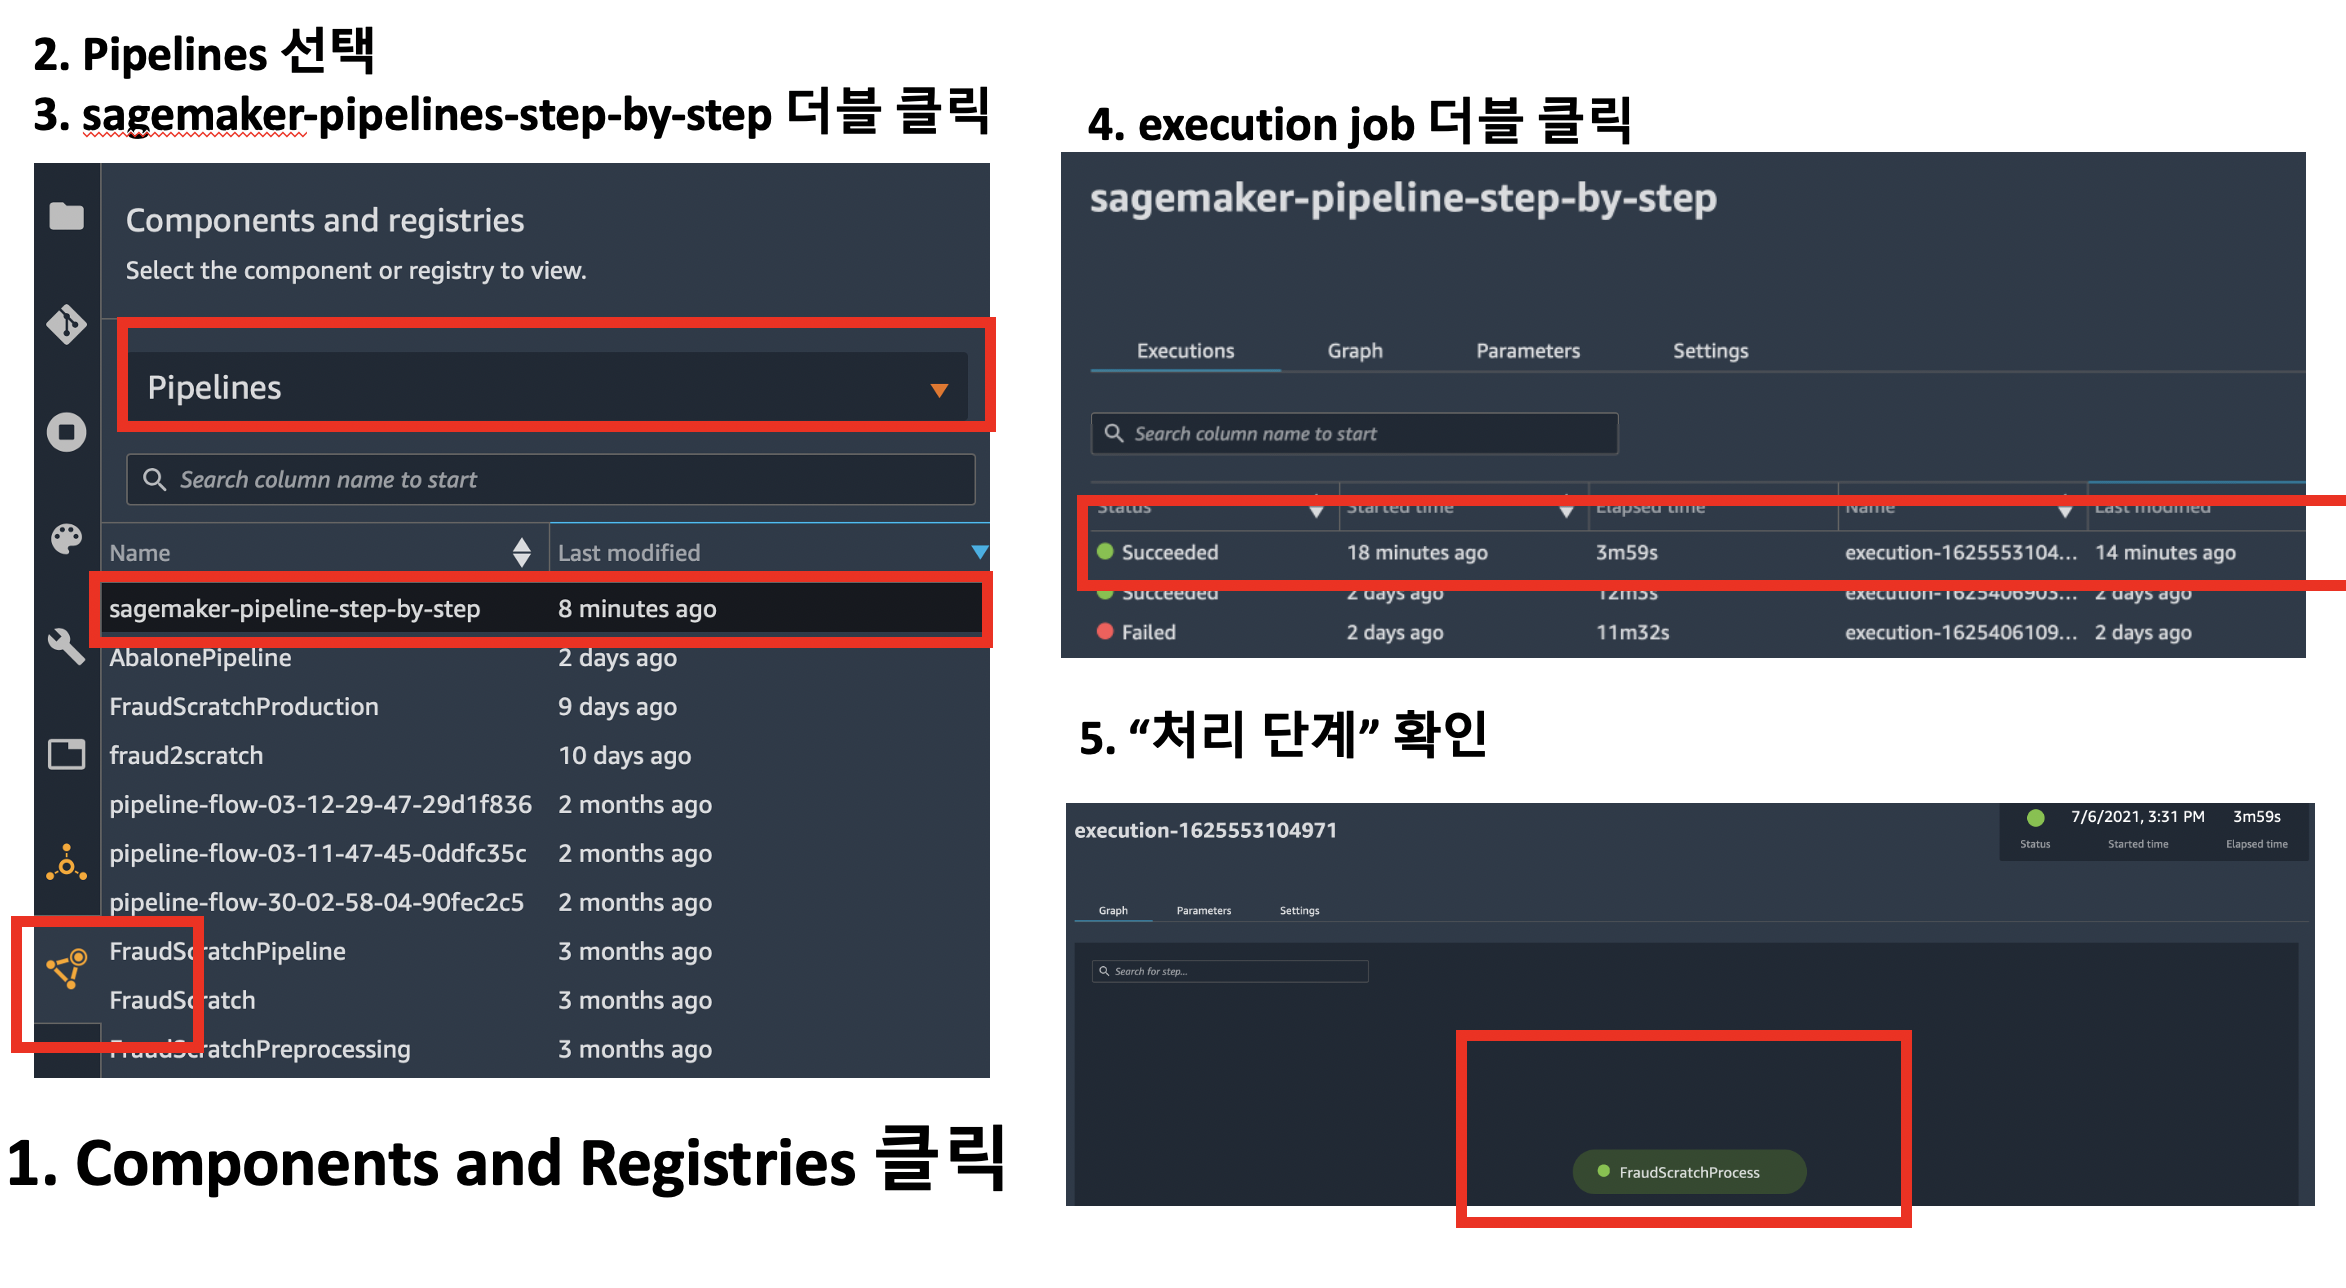 2. Pipelines 선택
3. sagemaker-pipelines-step-by-step 더블 클릭
Components and registries
Select the component or registry to view.
Pipelines
Search column name to start
Name Last modified
sagemaker-pipeline-step-by-step 8 minutes ago
AbalonePipeline 2 days ago
FraudScratchProduction 9 days ago
fraud2scratch 10 days ago
pipeline-flow-03-12-29-47-29d1f836 2 months ago
pipeline-flow-03-11-47-45-0ddfc35c 2 months ago
pipeline-flow-30-02-58-04-90fec2c5 2 months ago
FraudScratchPipeline 3 months ago
FraudScratch 3 months ago
FraudScratchPreprocessing 3 months ago
1. Components and Registries 클릭
4. execution job 더블 클릭
sagemaker-pipeline-step-by-step
Executions Graph Parameters Settings
Search column name to start
Status Started time Elapsed time Name Last modified
Succeeded 18 minutes ago 3m59s execution-1625553104... 14 minutes ago
Succeeded 2 days ago 12m3s execution-1625406903... 2 days ago
Failed 2 days ago 11m32s execution-1625406109... 2 days ago
5. “처리 단계” 확인
execution-1625553104971
7/6/2021, 3:31 PM 3m59s
Status Started time Elapsed time
Graph Parameters Settings
Search for step...
FraudScratchProcess